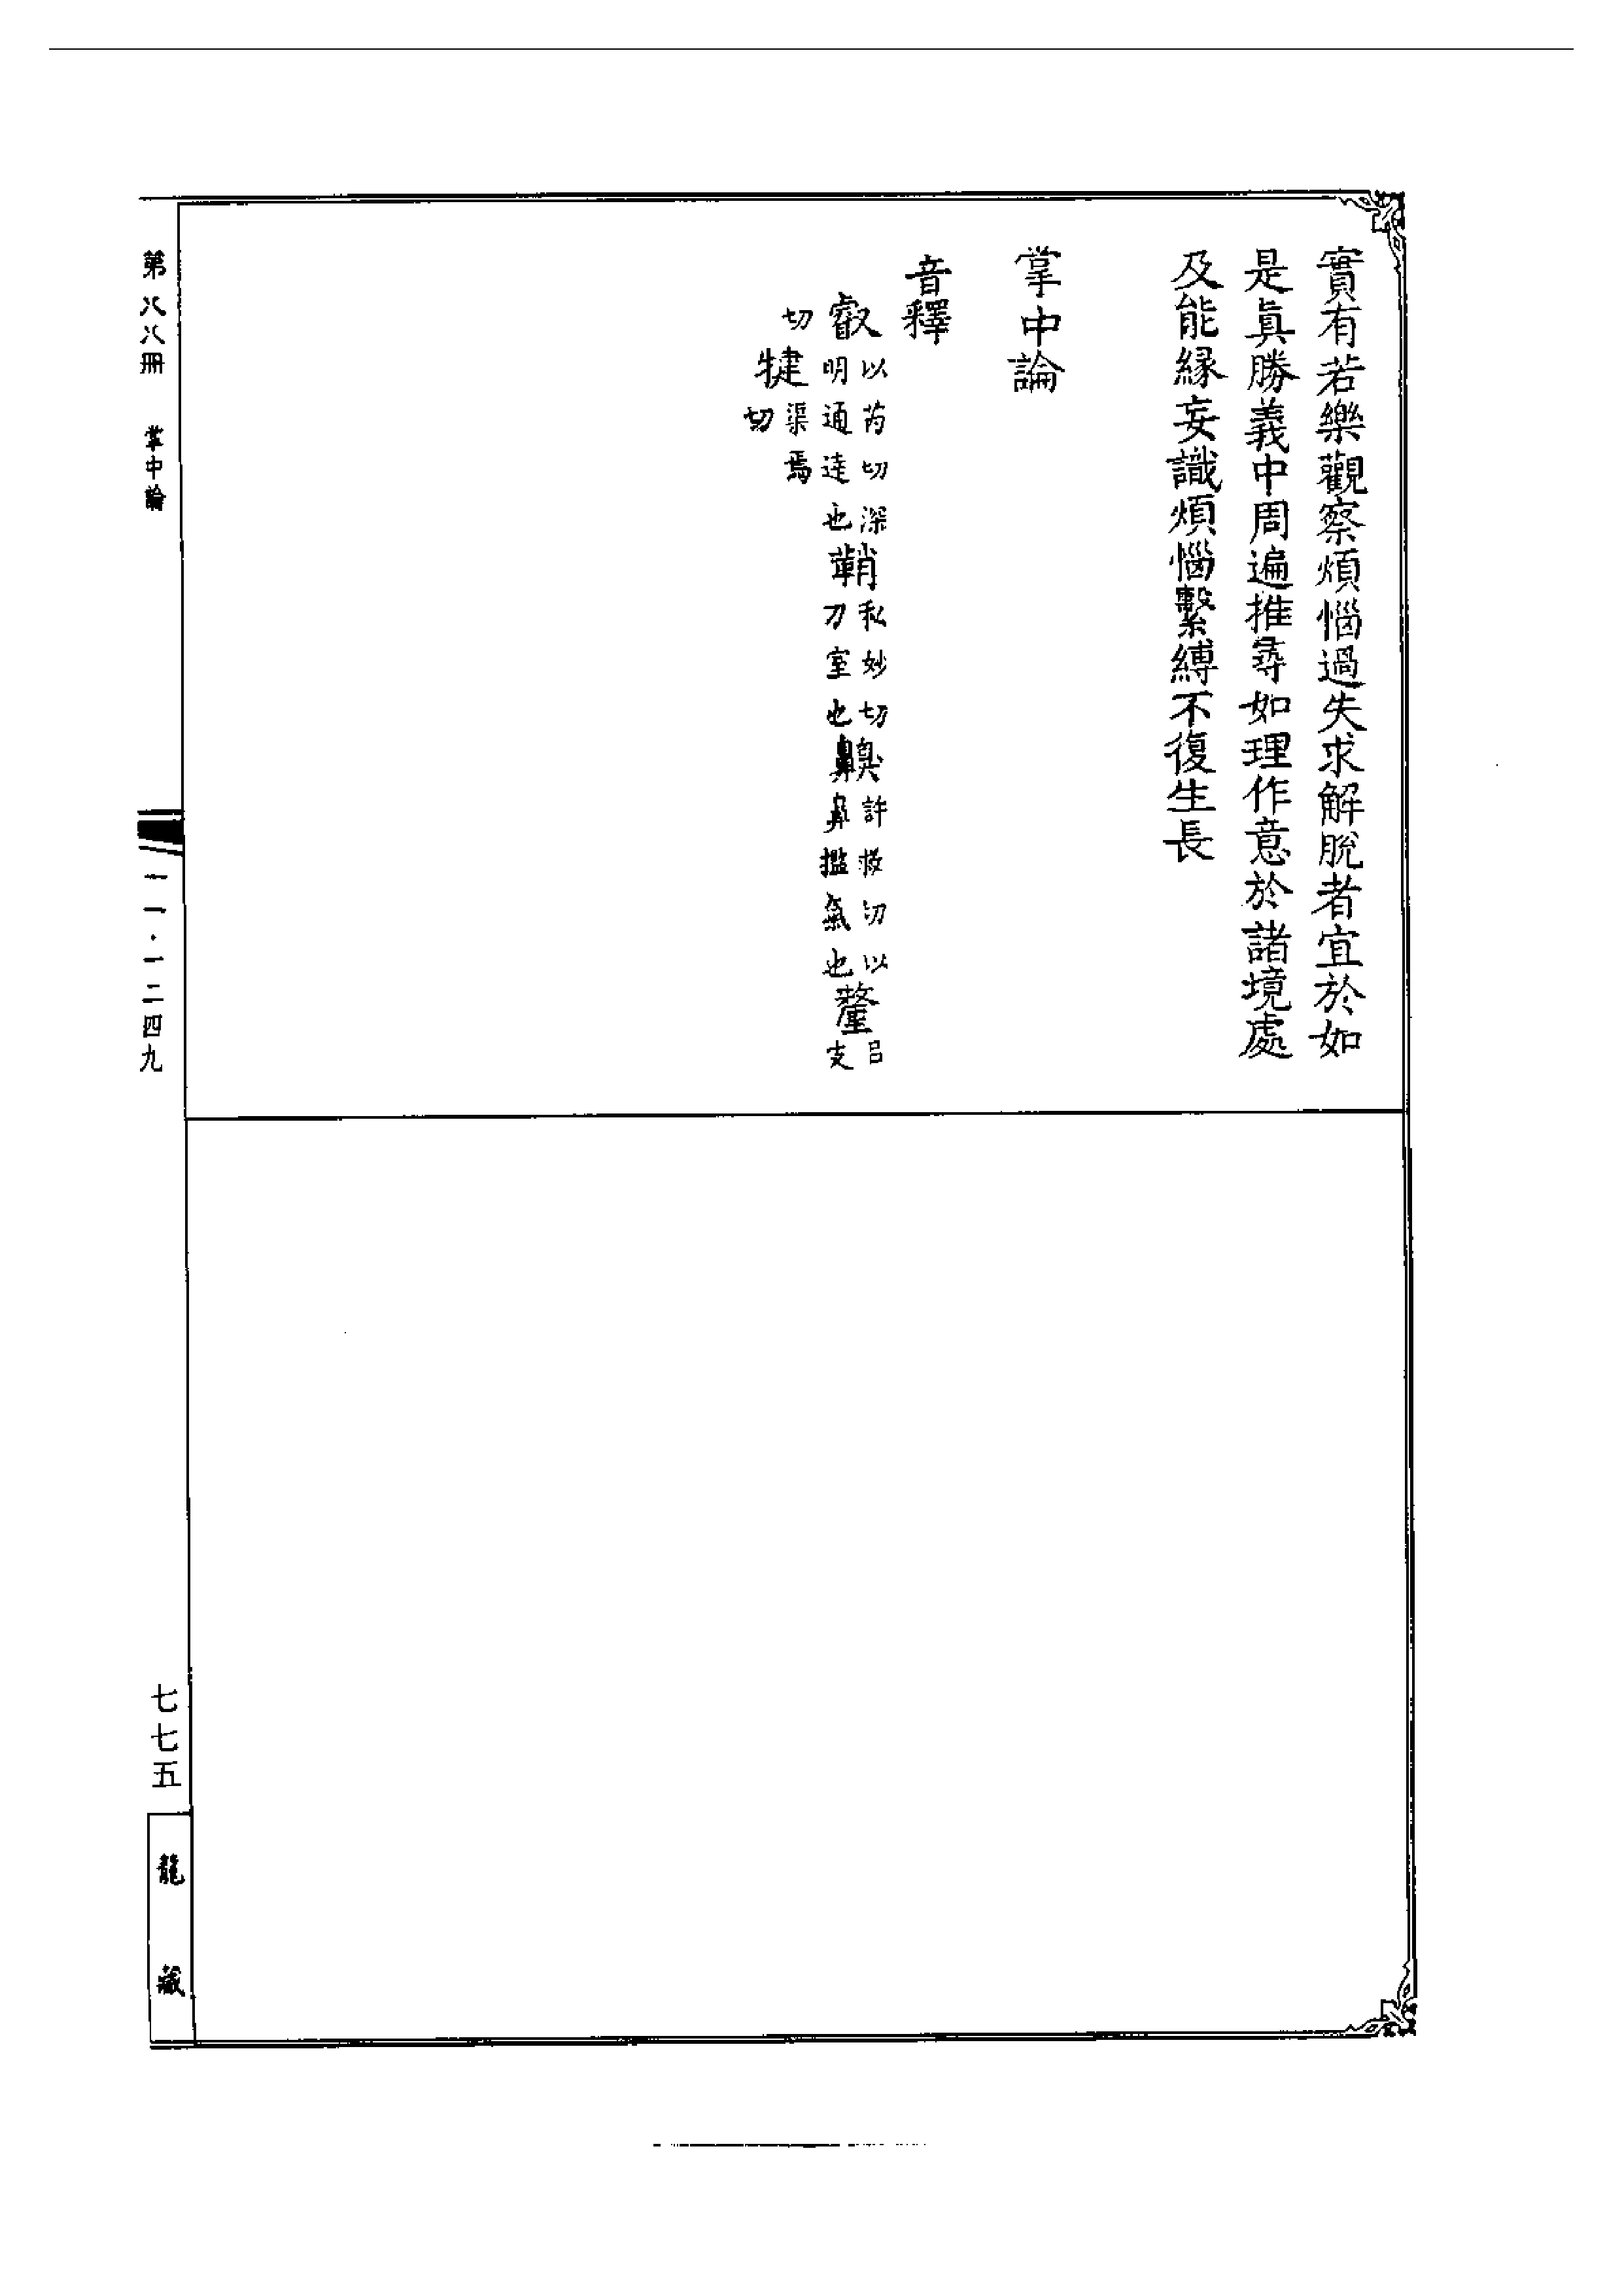 實有若樂觀察煩惱過失求解脫者宜於如
是眞勝義中周遍推尋如理作意於諸境處
及能緣妄識煩惱繫縛不復生長
掌中論
音釋
叡以芮切深明通達也鞘私妙切刀室也齅許救切以鼻㩜氣也釐呂支
切犍渠焉切
第八八冊 掌中論
一一·一二四九
七七五
龍藏